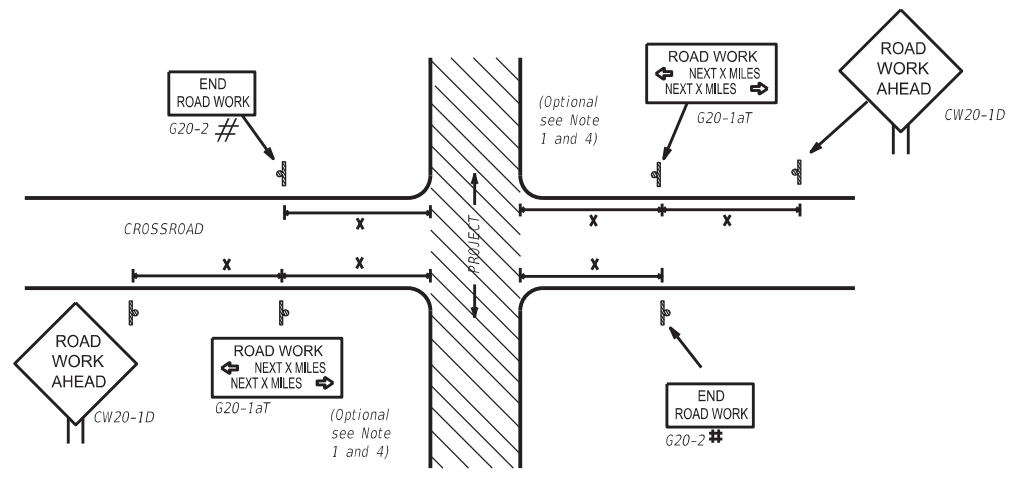 END
ROAD WORK
G20-2 #
(Optional
see Note
1 and 4)
ROAD WORK
⇦ NEXT X MILES
NEXT X MILES ⇨
G20-1aT
ROAD
WORK
AHEAD
CW20-1D
CROSSROAD
X
X
X
PROJECT
X
X
X
ROAD
WORK
AHEAD
CW20-1D
ROAD WORK
⇦ NEXT X MILES
NEXT X MILES ⇨
G20-1aT
(Optional
see Note
1 and 4)
END
ROAD WORK
G20-2 #